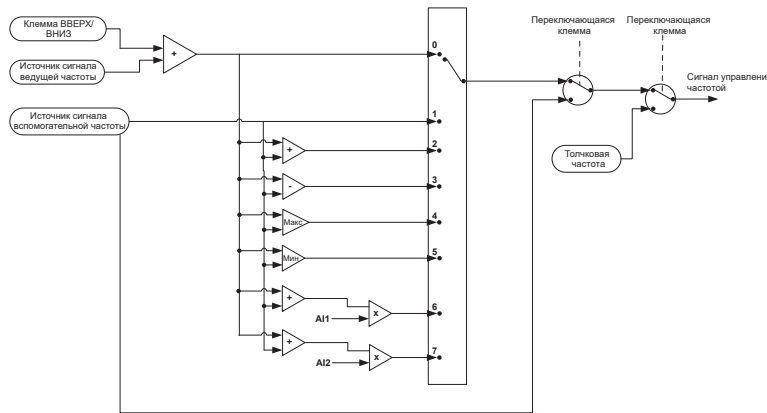 Клемма ВВЕРХ/
ВНИЗ
Источник сигнала
ведущей частоты
+
Источник сигнала
вспомогательной частоты
0
1
2
3
4
5
6
7
+
-
Макс
Мин
+
AI1
x
+
AI2
x
Переключающаяся
клемма
Переключающаяся
клемма
Сигнал управлени
частотой
Толчковая
частота